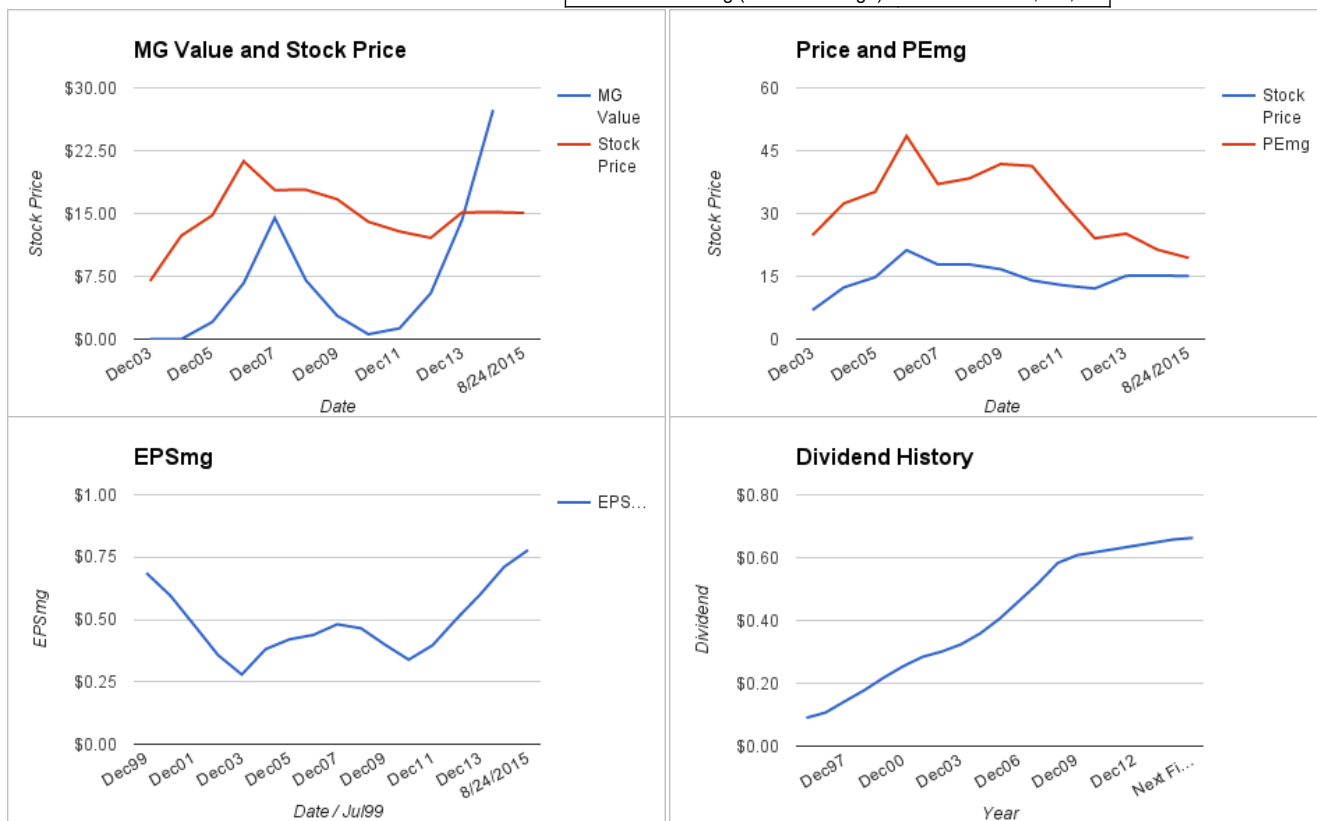 MG Value and Stock Price
$30.00
$22.50
$15.00
$7.50
$0.00
Stock Price
Dec03
Dec05
Dec07
Dec09
Dec11
Dec13
8/24/2015
Date
MG
Value
Stock
Price
Price and PEmg
60
45
30
15
0
Stock Price
Dec03
Dec05
Dec07
Dec09
Dec11
Dec13
8/24/2015
Date
Stock
Price
PEmg
EPSmg
$1.00
$0.75
$0.50
$0.25
$0.00
EPSmg
Dec99
Dec01
Dec03
Dec05
Dec07
Dec09
Dec11
Dec13
8/24/2015
Date / Jul99
EPS...
Dividend History
$0.80
$0.60
$0.40
$0.20
$0.00
Dividend
Dec97
Dec00
Dec03
Dec06
Dec09
Dec12
Next Fi...
Year